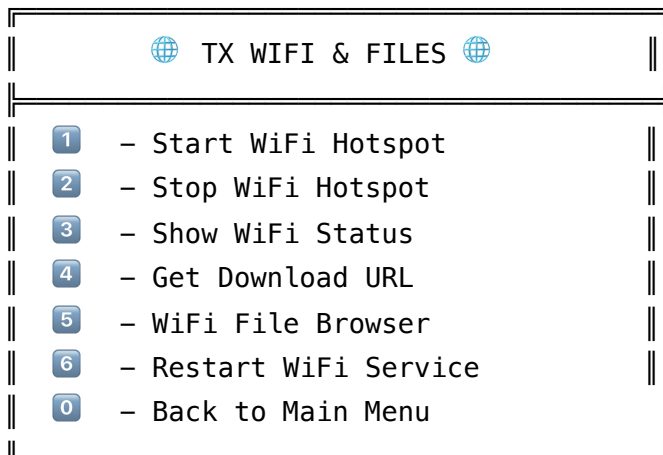 🌐 TX WIFI & FILES 🌐
1️⃣ – Start WiFi Hotspot
2️⃣ – Stop WiFi Hotspot
3️⃣ – Show WiFi Status
4️⃣ – Get Download URL
5️⃣ – WiFi File Browser
6️⃣ – Restart WiFi Service
0️⃣ – Back to Main Menu